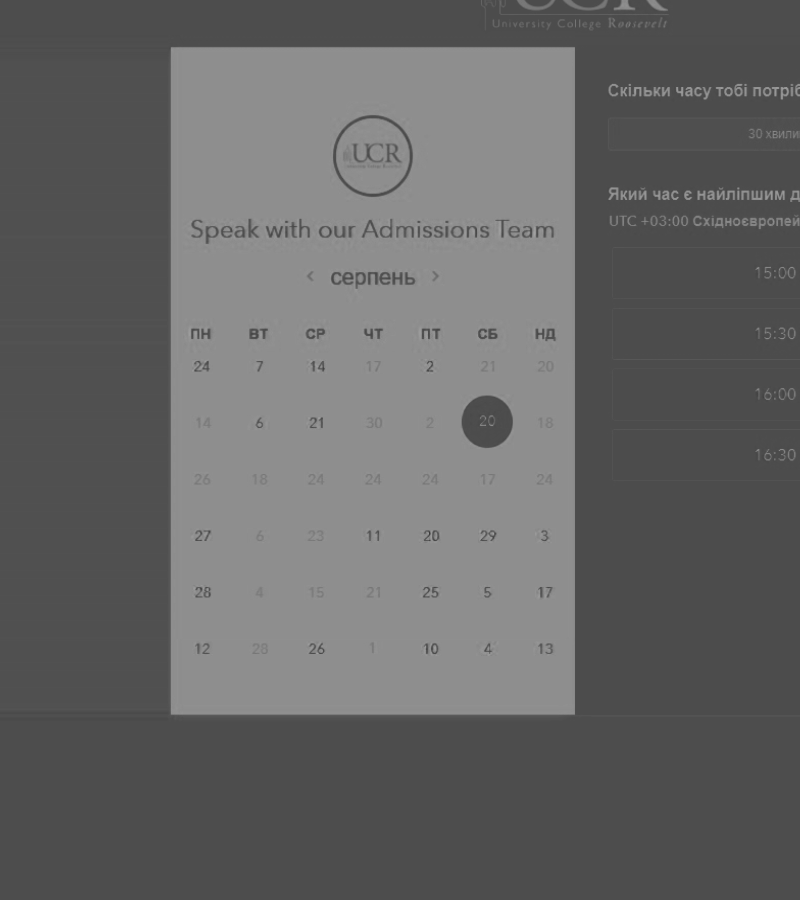 UCR
University College Roosevelt
UCR
Speak with our Admissions Team
‹ серпень ›
ПН ВТ СР ЧТ ПТ СБ НД
24 7 14 17 2 21 20
14 6 21 30 2 20 18
26 18 24 24 24 17 24
27 6 23 11 20 29 3
28 4 15 21 25 5 17
12 28 26 1 10 4 13
Скільки часу тобі потріб
30 хвили
Який час є найліпшим д
UTC +03:00 Східноєвропей
15:00
15:30
16:00
16:30